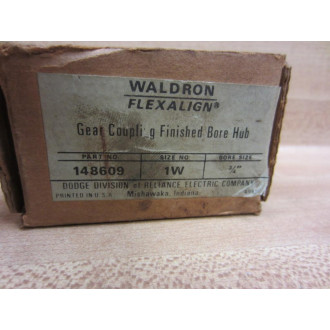 WALDRON
FLEXALIGN®
Gear Coupli g Finished Bore Hub
PART NO. SIZE NO. BORE SIZE
148609 1W
DODGE DIVISION of RELIANCE ELECTRIC COMPANY
PRINTED IN U.S. Mishawaka, Indiana